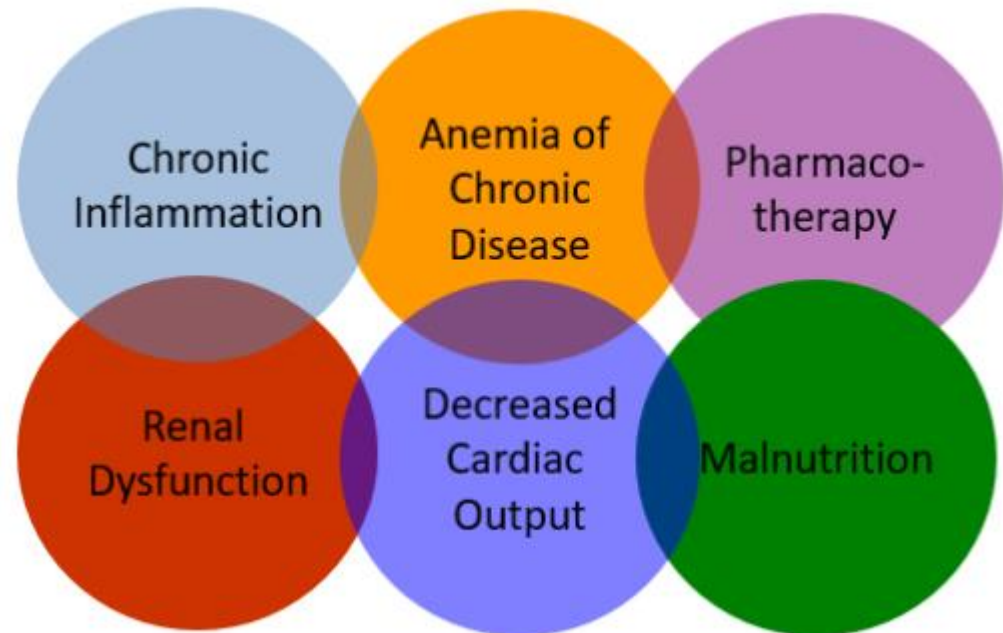 Chronic
Inflammation
Anemia of
Chronic
Disease
Pharmaco-
therapy
Renal
Dysfunction
Decreased
Cardiac
Output
Malnutrition